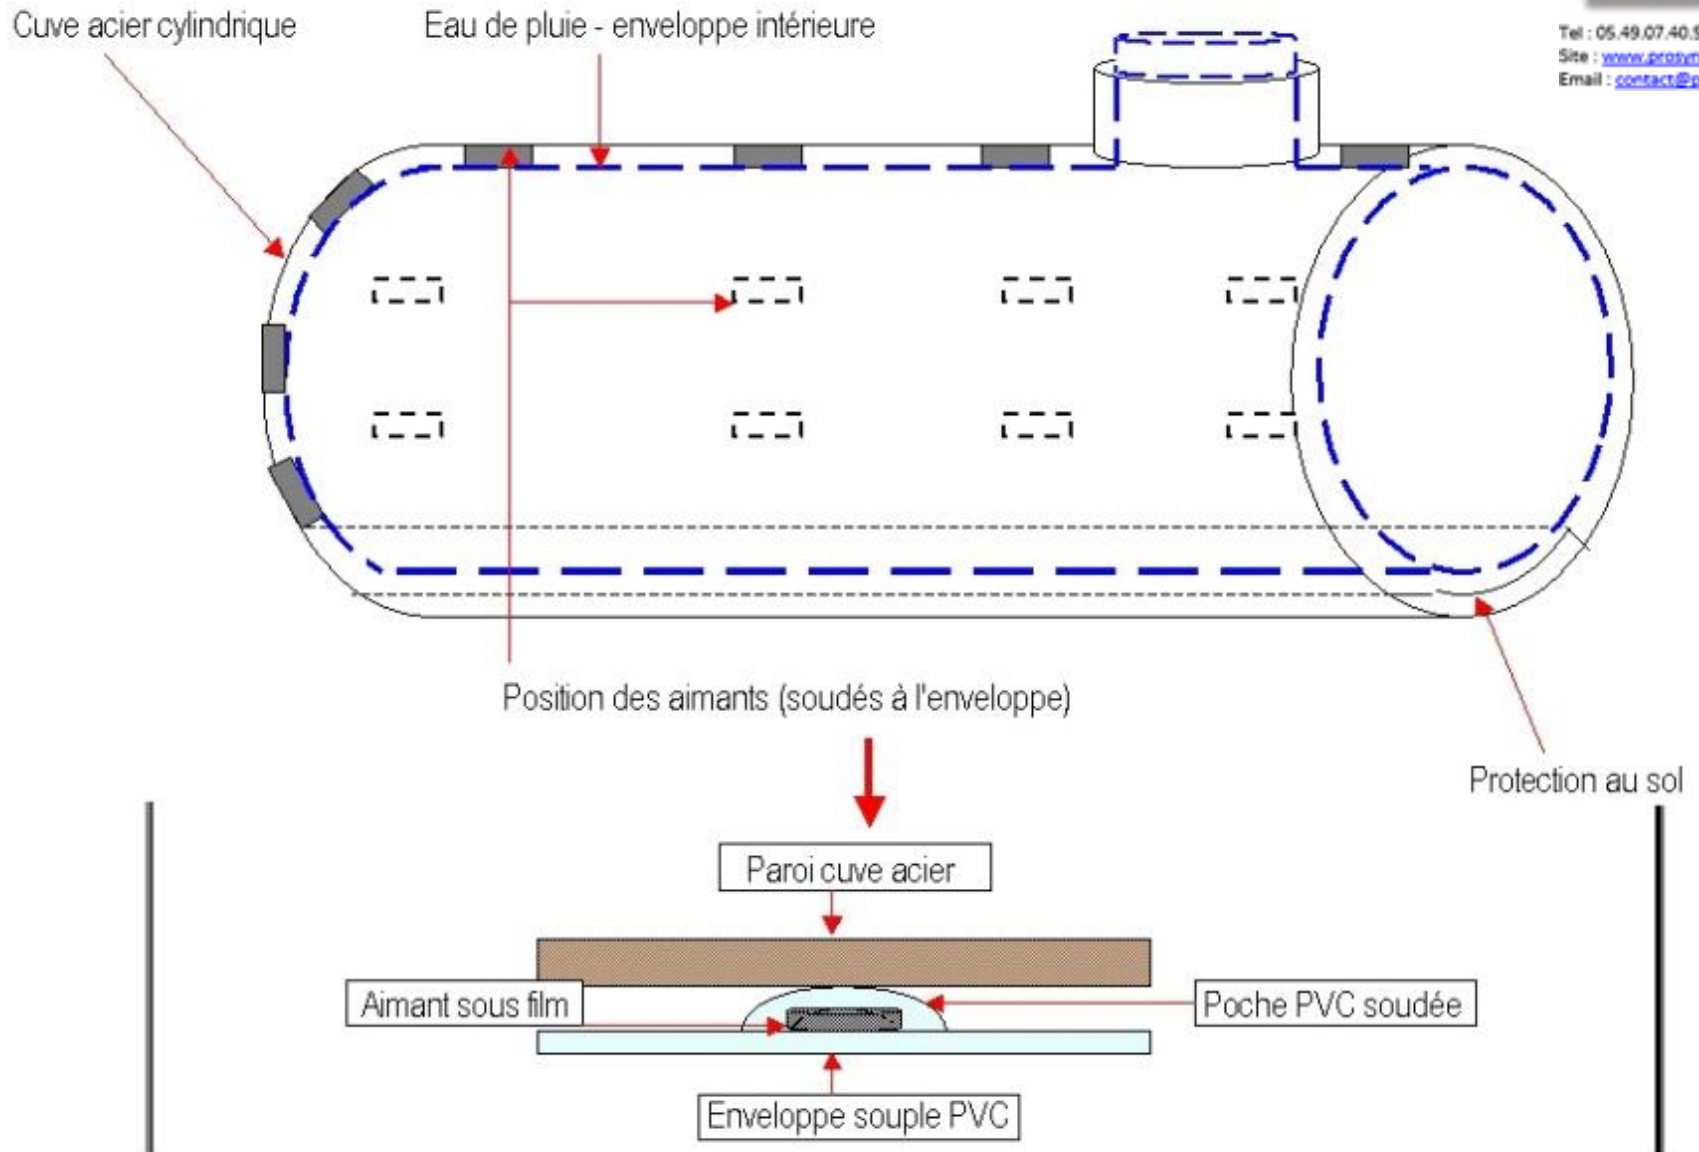 Cuve acier cylindrique
Eau de pluie - enveloppe intérieure
Tel : 05.49.07.40.
Site :
Email :
Position des aimants (soudés à l'enveloppe)
Protection au sol
Paroi cuve acier
Aimant sous film
Poche PVC soudée
Enveloppe souple PVC